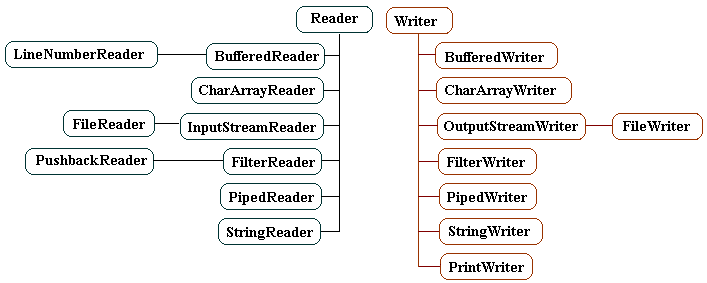 Reader
Writer
LineNumberReader
BufferedReader
BufferedWriter
CharArrayReader
CharArrayWriter
FileReader
InputStreamReader
OutputStreamWriter
FileWriter
PushbackReader
FilterReader
FilterWriter
PipedReader
PipedWriter
StringReader
StringWriter
PrintWriter